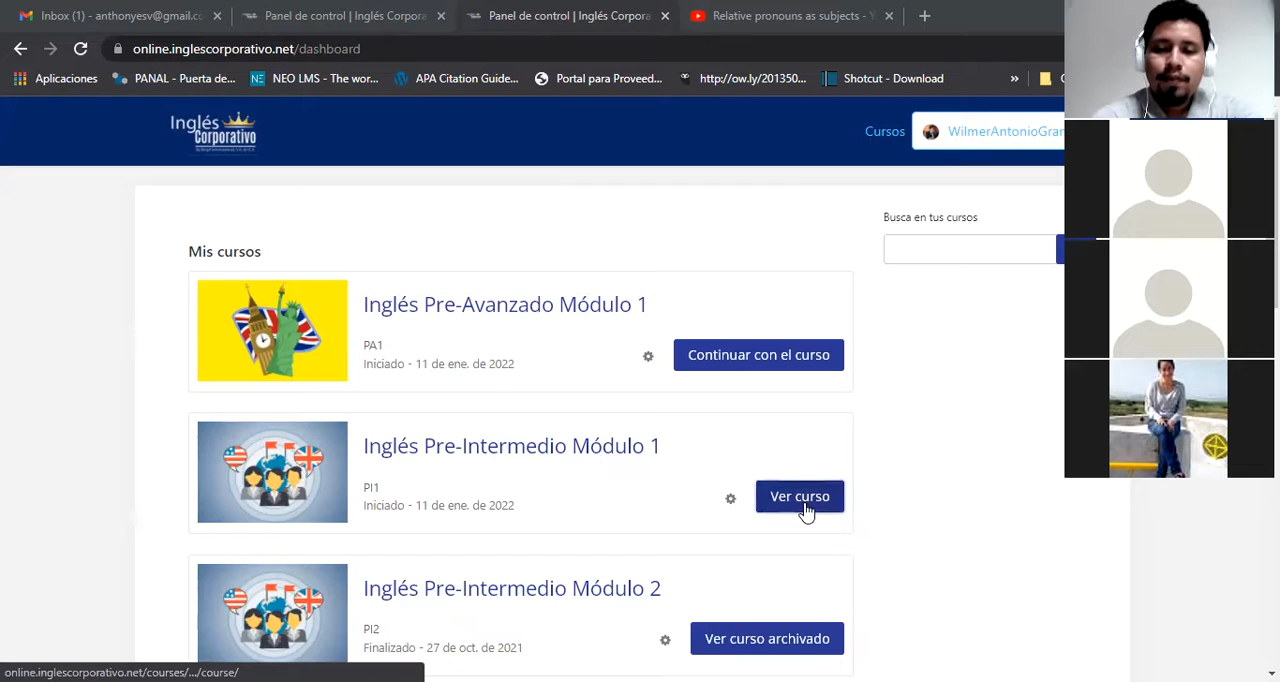 Inbox (1) - anthonyesv@gmail.cc
Panel de control | Inglés Corpora
Panel de control | Inglés Corpora
Relative pronouns as subjects - Y
online.inglescorporativo.net/dashboard
Aplicaciones
PANAL - Puerta de...
NEO LMS - The wor...
APA Citation Guide...
Portal para Proveed...
http://ow.ly/201350...
Shotcut - Download
»
Inglés
Corporativo
Cursos
WilmerAntonioGran
Busca en tus cursos
Mis cursos
Inglés Pre-Avanzado Módulo 1
PA1
Iniciado - 11 de ene. de 2022
Continuar con el curso
Inglés Pre-Intermedio Módulo 1
PI1
Iniciado - 11 de ene. de 2022
Ver curso
Inglés Pre-Intermedio Módulo 2
PI2
Finalizado - 27 de oct. de 2021
Ver curso archivado
online.inglescorporativo.net/courses/.../course/